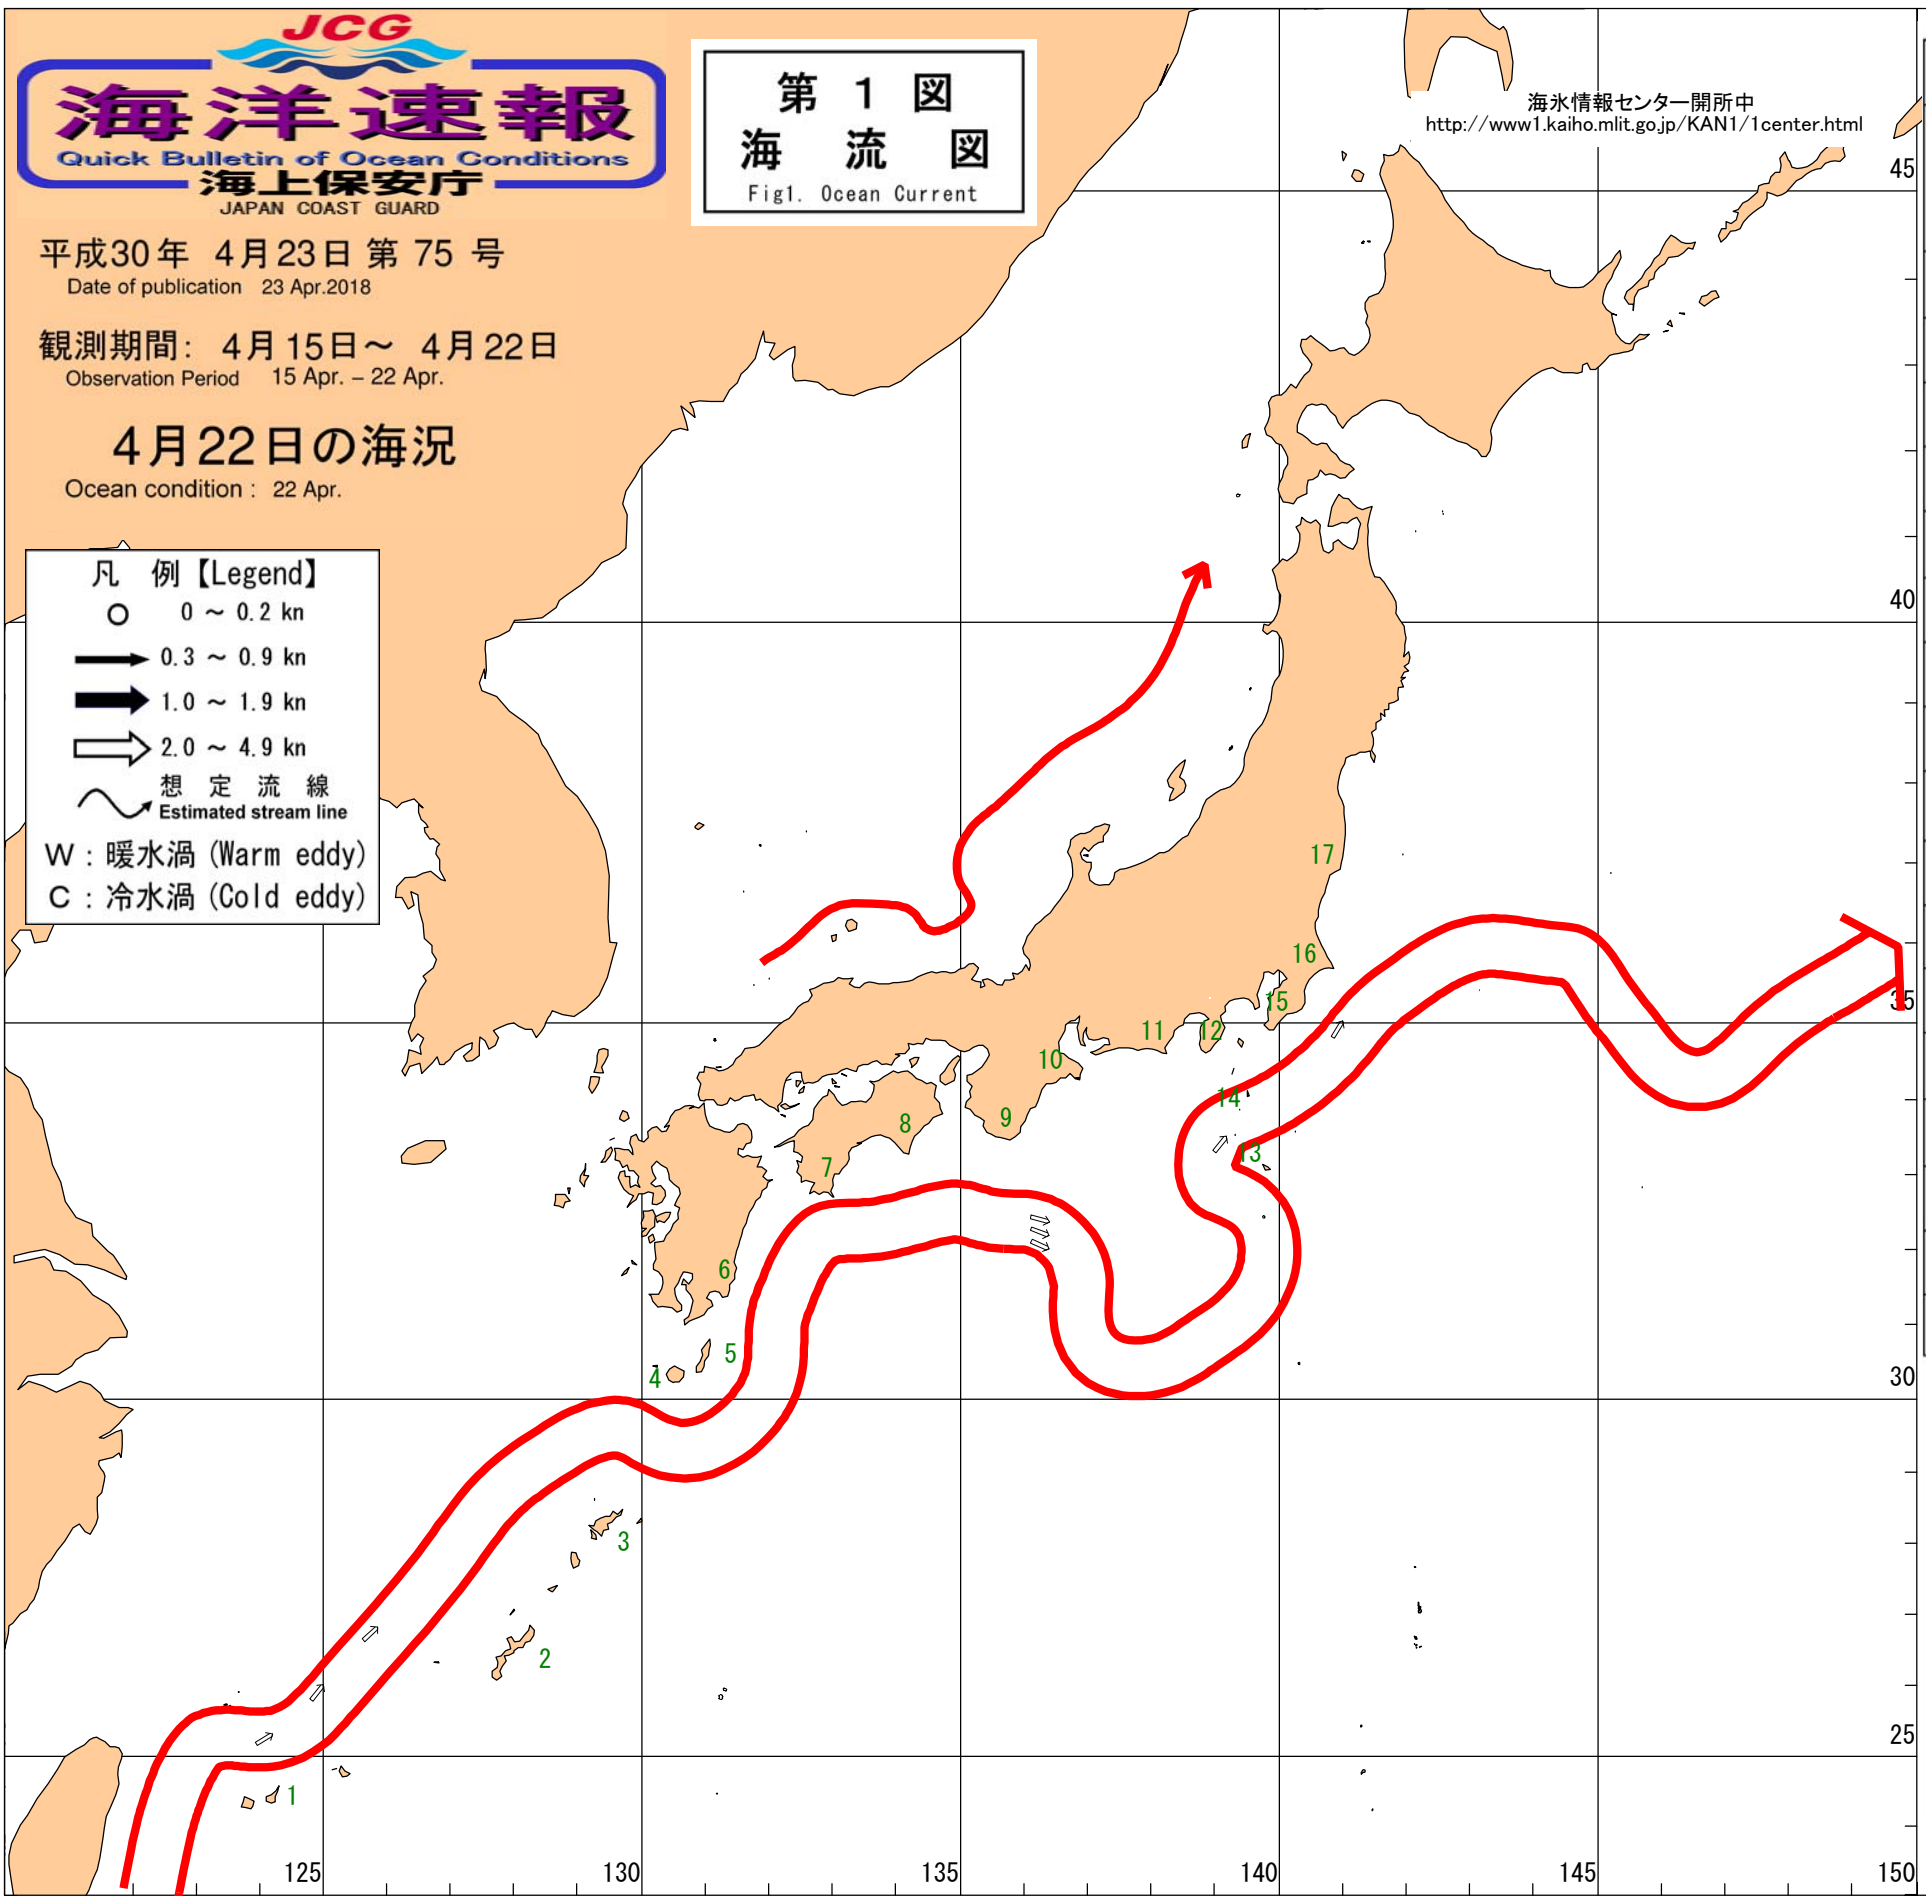 JCG
海洋速報
Quick Bulletin of Ocean Conditions
海上保安庁
JAPAN COAST GUARD
第 1 図
海 流 図
Fig1. Ocean Current
海氷情報センター開所中
http://www1.kaiho.mlit.go.jp/KAN1/1center.html
平成30年 4月23日 第 75 号
Date of publication 23 Apr.2018
観測期間: 4月15日～ 4月22日
Observation Period 15 Apr. – 22 Apr.
4月22日の海況
Ocean condition : 22 Apr.
凡 例【Legend】
0 ～ 0.2 kn
0.3 ～ 0.9 kn
1.0 ～ 1.9 kn
2.0 ～ 4.9 kn
想 定 流 線
Estimated stream line
W : 暖水渦 (Warm eddy)
C : 冷水渦 (Cold eddy)
45
40
35
30
25
17
16
15
11
12
10
14
9
8
13
7
6
5
4
3
2
1
125
130
135
140
145
150